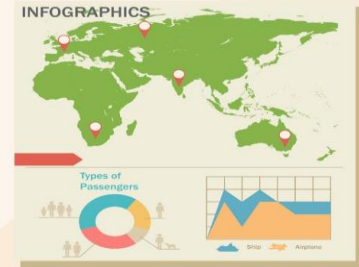 INFOGRAPHICS
Types of
Passengers
Ship
Airplane